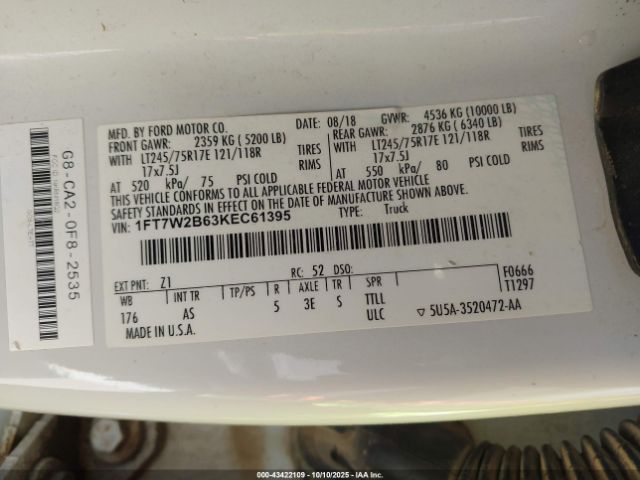 MFD. BY FORD MOTOR CO.
DATE: 08/18 GVWR: 4536 KG (10000 LB)
FRONT GAWR: 2359 KG ( 5200 LB)
REAR GAWR: 2876 KG ( 6340 LB)
WITH LT245/75R17E 121/118R TIRES
WITH LT245/75R17E 121/118R TIRES
17x7.5J RIMS
17x7.5J RIMS
AT 520 kPa/ 75 PSI COLD
AT 550 kPa/ 80 PSI COLD
THIS VEHICLE CONFORMS TO ALL APPLICABLE FEDERAL MOTOR VEHICLE
SAFETY STANDARDS IN EFFECT ON THE DATE OF MANUFACTURE SHOWN ABOVE.
VIN: 1FT7W2B63KEC61395
TYPE: Truck
EXT PNT: Z1 RC: 52 DSO:
F0666
WB INT TR TP/PS R AXLE TR SPR
T1297
176 AS 5 3E S TTLL
ULC
MADE IN U.S.A.
5U5A-3520472-AA
G8-CA2-0F8-2535
000-43422109 - 10/10/2025 - IAA Inc.